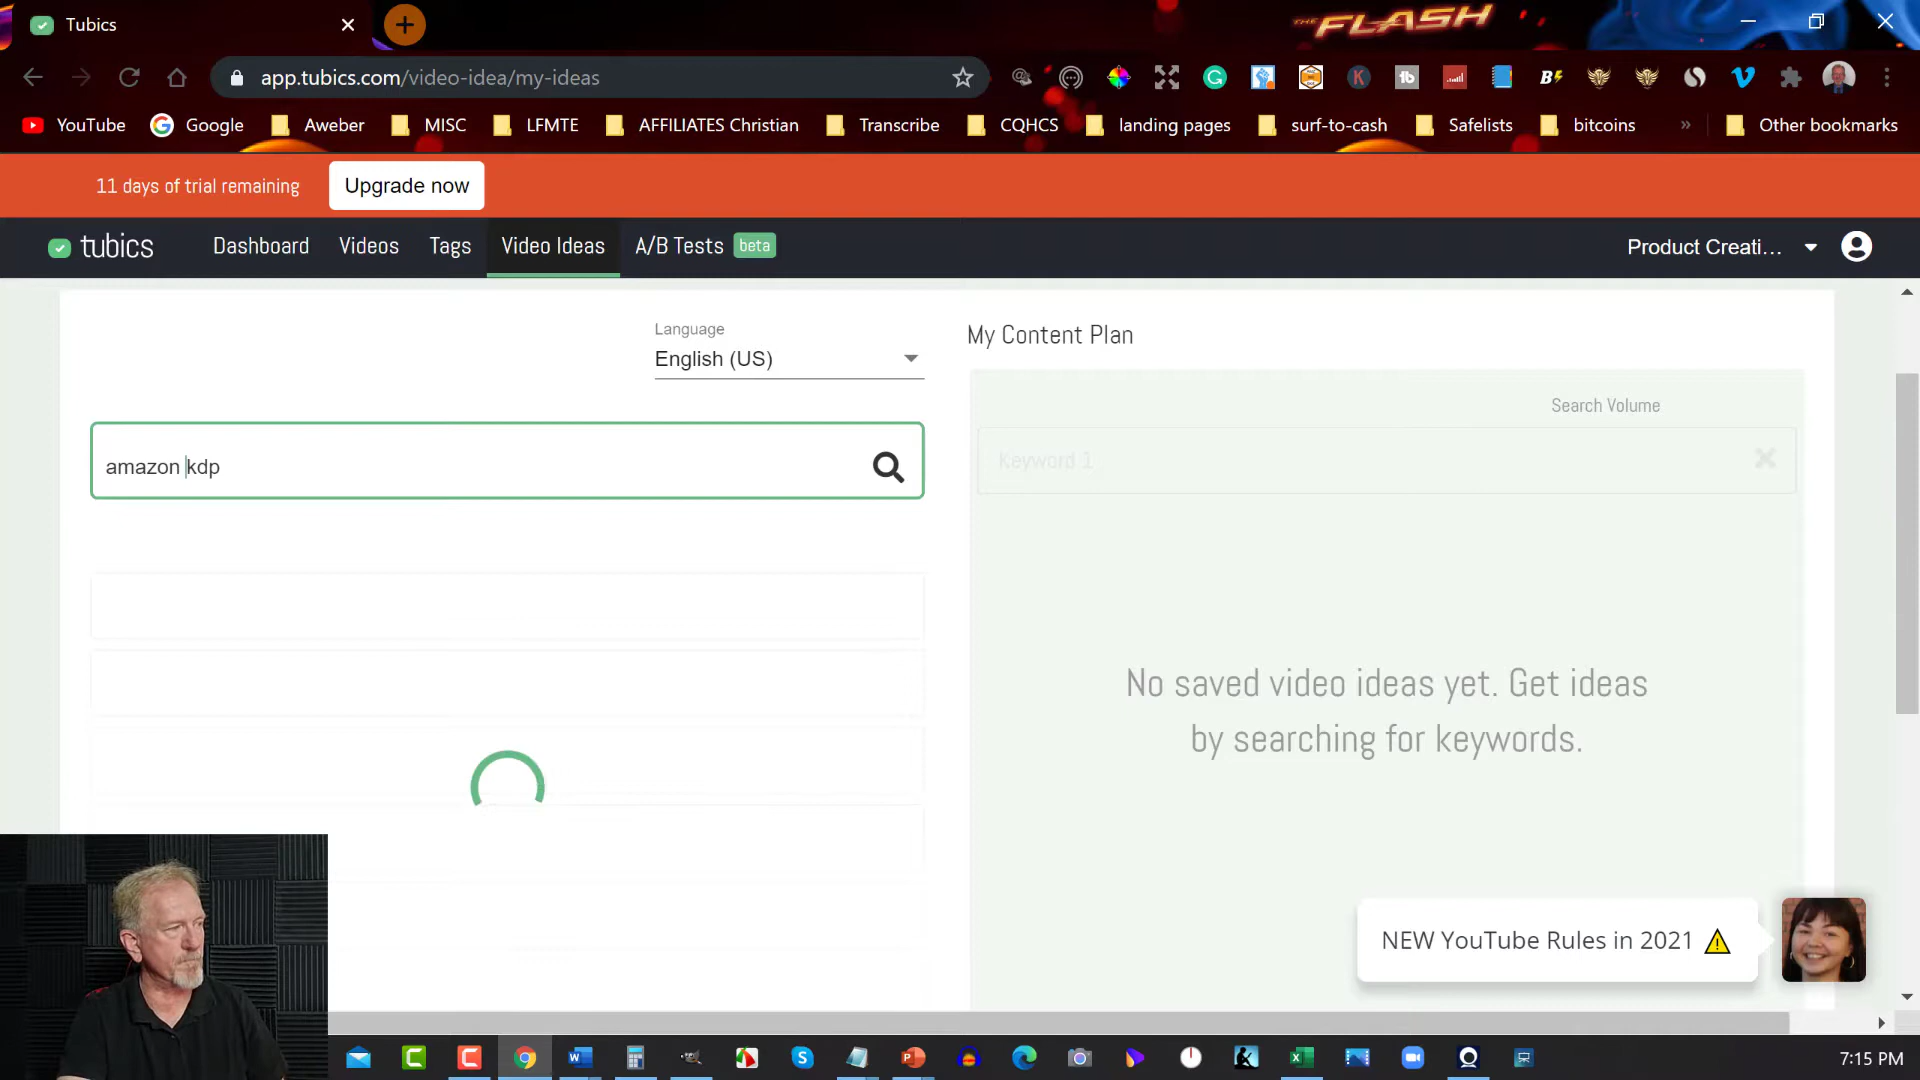 Tubics
THE FLASH
app.tubics.com/video-idea/my-ideas
YouTube Google Aweber MISC LFMTE AFFILIATES Christian Transcribe CQHCS landing pages surf-to-cash Safelists bitcoins » Other bookmarks
11 days of trial remaining Upgrade now
tubics Dashboard Videos Tags Video Ideas A/B Tests beta Product Creati...
Language
English (US)
My Content Plan
Search Volume
amazon kdp
Keyword 1
No saved video ideas yet. Get ideas
by searching for keywords.
NEW YouTube Rules in 2021
7:15 PM